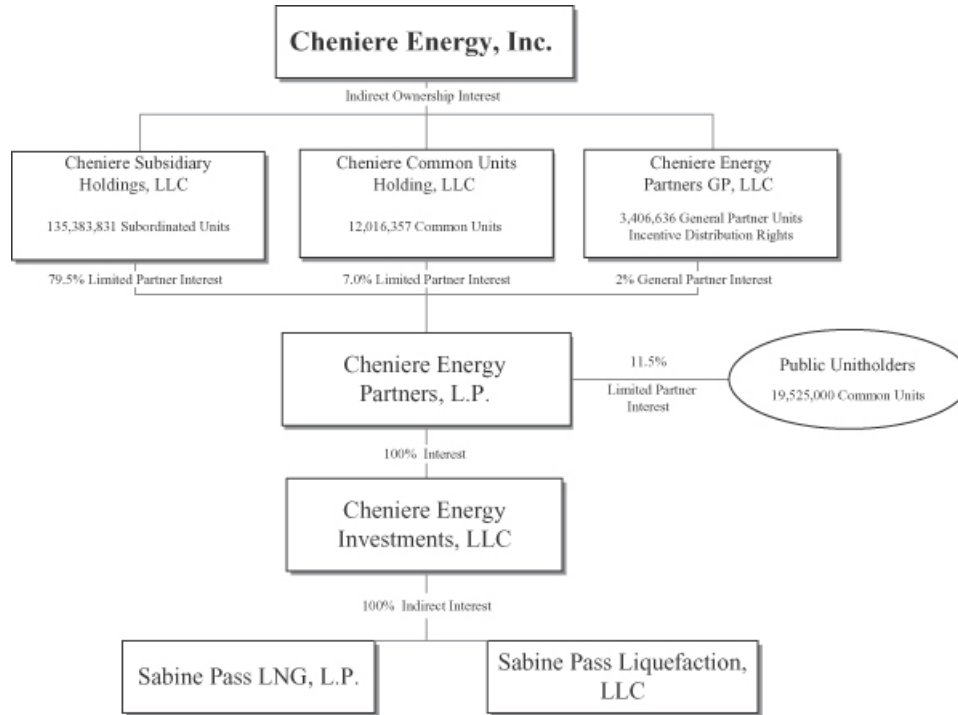 Cheniere Energy, Inc.
Indirect Ownership Interest
Cheniere Subsidiary
Holdings, LLC
135,383,831 Subordinated Units
Cheniere Common Units
Holding, LLC
12,016,357 Common Units
Cheniere Energy
Partners GP, LLC
3,406,636 General Partner Units
Incentive Distribution Rights
79.5% Limited Partner Interest
7.0% Limited Partner Interest
2% General Partner Interest
Cheniere Energy
Partners, L.P.
11.5%
Limited Partner
Interest
Public Unitholders
19,525,000 Common Units
100% Interest
Cheniere Energy
Investments, LLC
100% Indirect Interest
Sabine Pass LNG, L.P.
Sabine Pass Liquefaction,
LLC